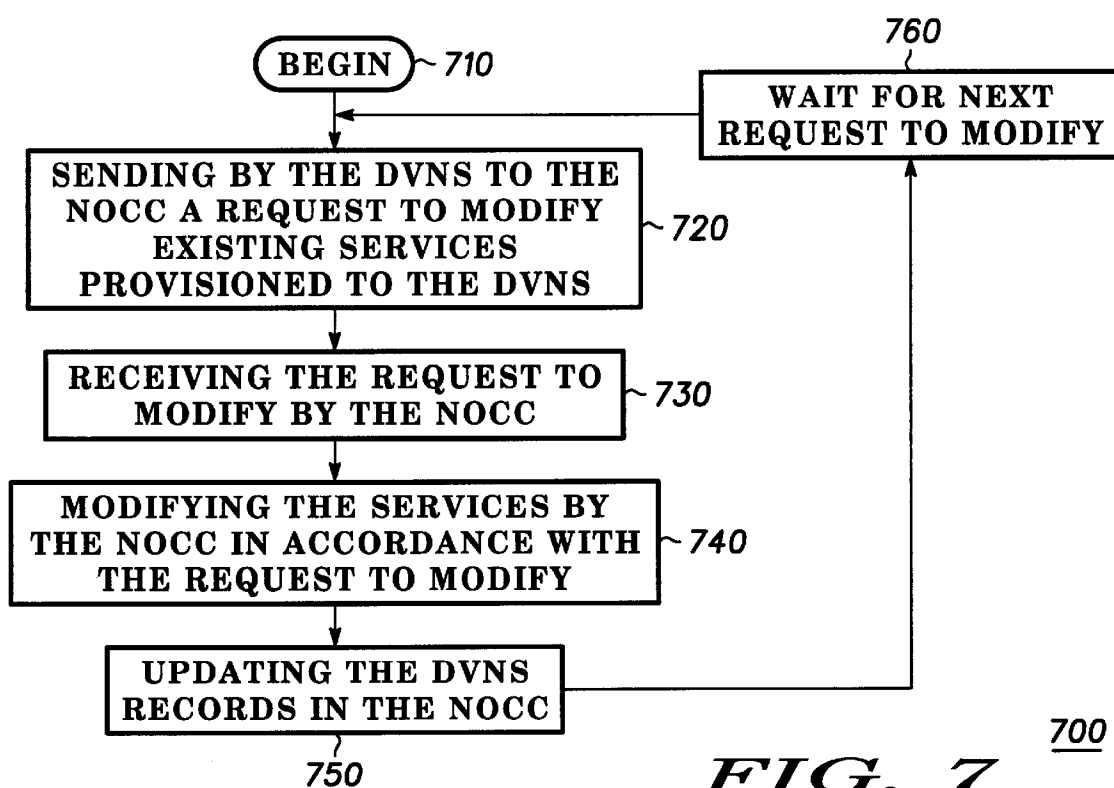 BEGIN
710
760
WAIT FOR NEXT
REQUEST TO MODIFY
SENDING BY THE DVNS TO THE
NOCC A REQUEST TO MODIFY
EXISTING SERVICES
PROVISIONED TO THE DVNS
720
RECEIVING THE REQUEST TO
MODIFY BY THE NOCC
730
MODIFYING THE SERVICES BY
THE NOCC IN ACCORDANCE WITH
THE REQUEST TO MODIFY
740
UPDATING THE DVNS
RECORDS IN THE NOCC
750
700
FIG. 7